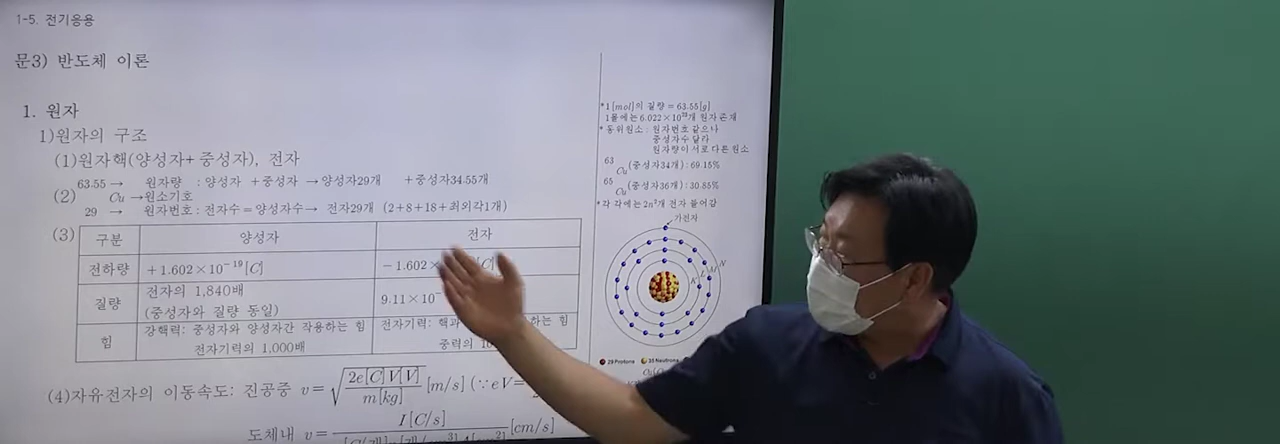 1-5. 전기응용
문3) 반도체 이론
1. 원자
1)원자의 구조
(1)원자핵(양성자+ 중성자), 전자
63.55 → 원자량 : 양성자 +중성자 → 양성자29개 +중성자34.55개
(2) Cu →원소기호
29 → 원자번호 : 전자수 = 양성자수 → 전자29개 (2+8+18+최외각1개)
(3) 구분 양성자 전자
전하량 +1.602×10⁻¹⁹[C] −1.602× [C]
질량 전자의 1,840배 9.11×10⁻
(중성자와 질량 동일)
힘 강핵력: 중성자와 양성자간 작용하는 힘 전자기력: 핵과 하는 힘
전자기력의 1,000배 중력의 10
(4)자유전자의 이동속도: 진공중 v = √(2e[C]V[V] / m[kg]) [m/s] (∵eV=
도체내 v = I[C/s] [cm/s]
*1[mol]의 질량 = 63.55[g]
1몰에는 6.022×10²³개 원자 존재
*동위원소 : 원자번호 같으나
중성자수 달라
원자량이 서로 다른 원소
⁶³Cu (중성자34개) : 69.15%
⁶⁵Cu (중성자36개) : 30.85%
*각 각에는 2n²개 전자 들어감
가전자
K L M N
29 Protons 35 Neutrons